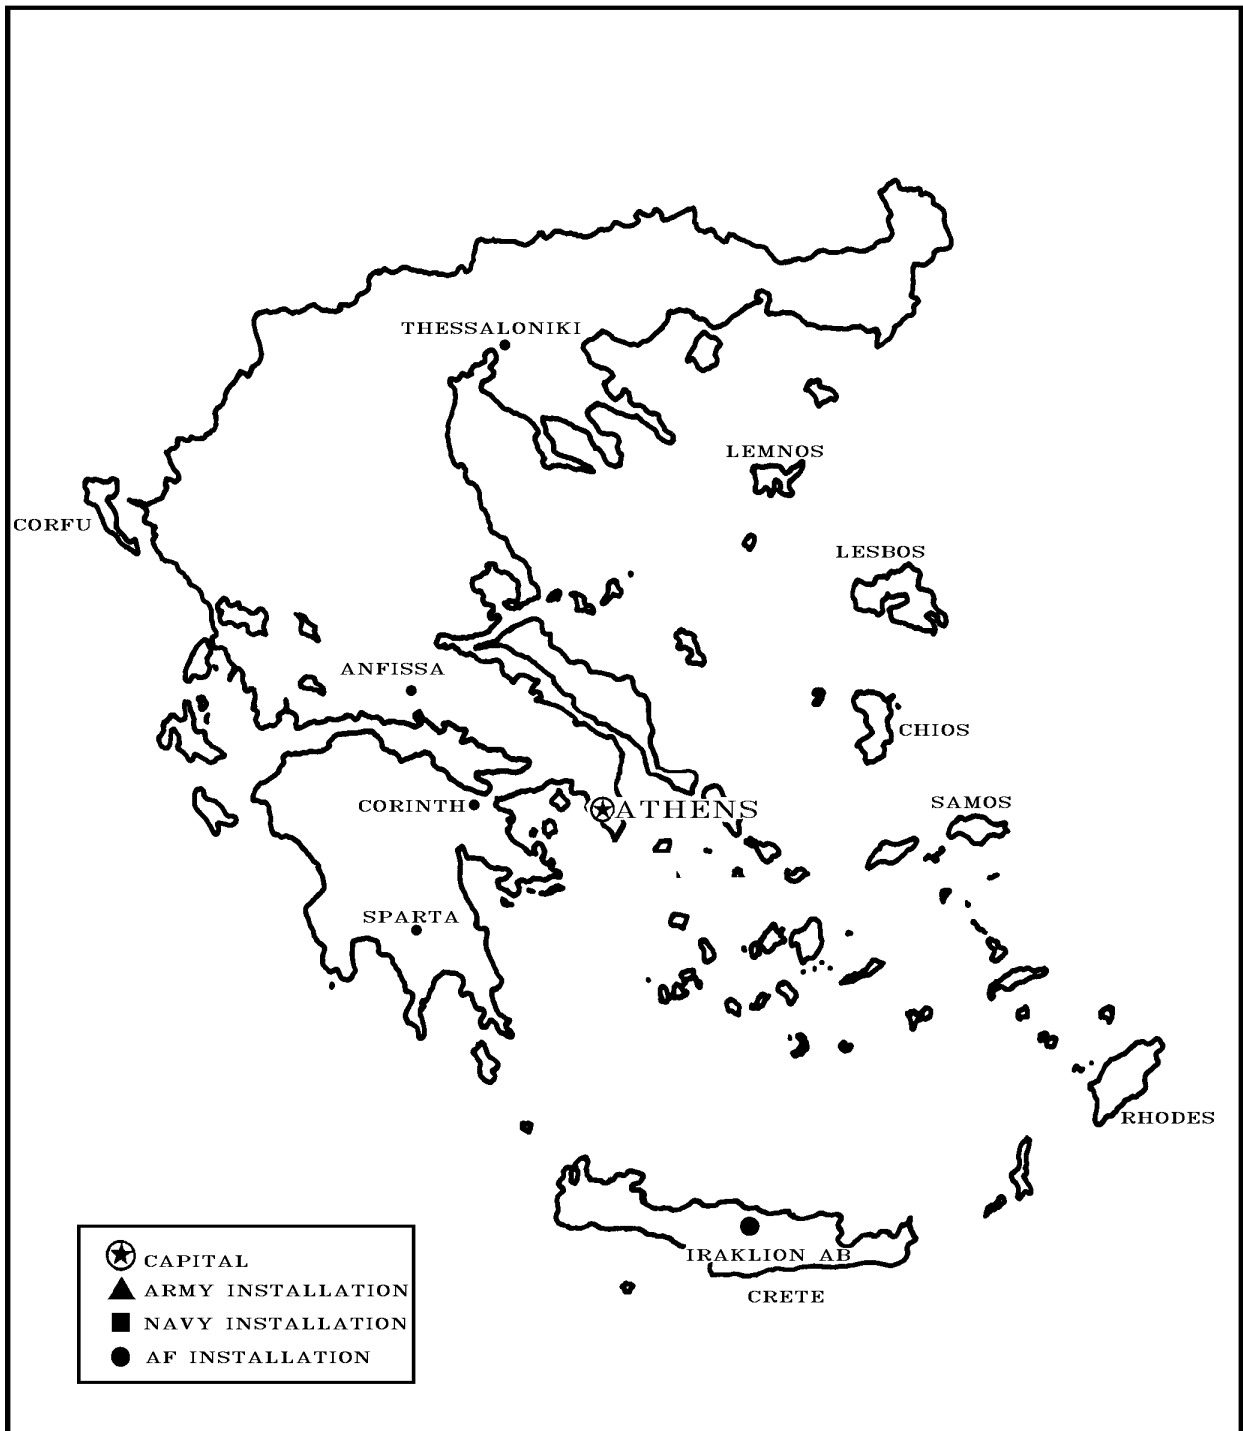 THESSALONIKI
LEMNOS
CORFU
LESBOS
ANFISSA
CHIOS
CORINTH
ATHENS
SAMOS
SPARTA
RHODES
IRAKLION AB
CRETE
CAPITAL
ARMY INSTALLATION
NAVY INSTALLATION
AF INSTALLATION